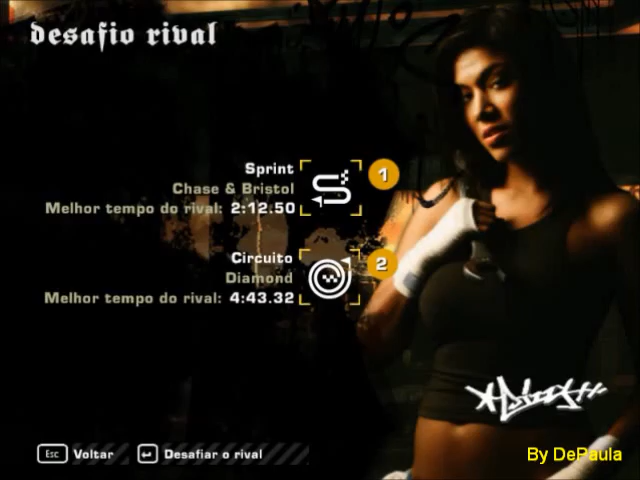 desafio rival
Sprint
1
Chase & Bristol
Melhor tempo do rival: 2:12.50
Circuito
2
Diamond
Melhor tempo do rival: 4:43.32
Esc Voltar
Desafiar o rival
By DePaula